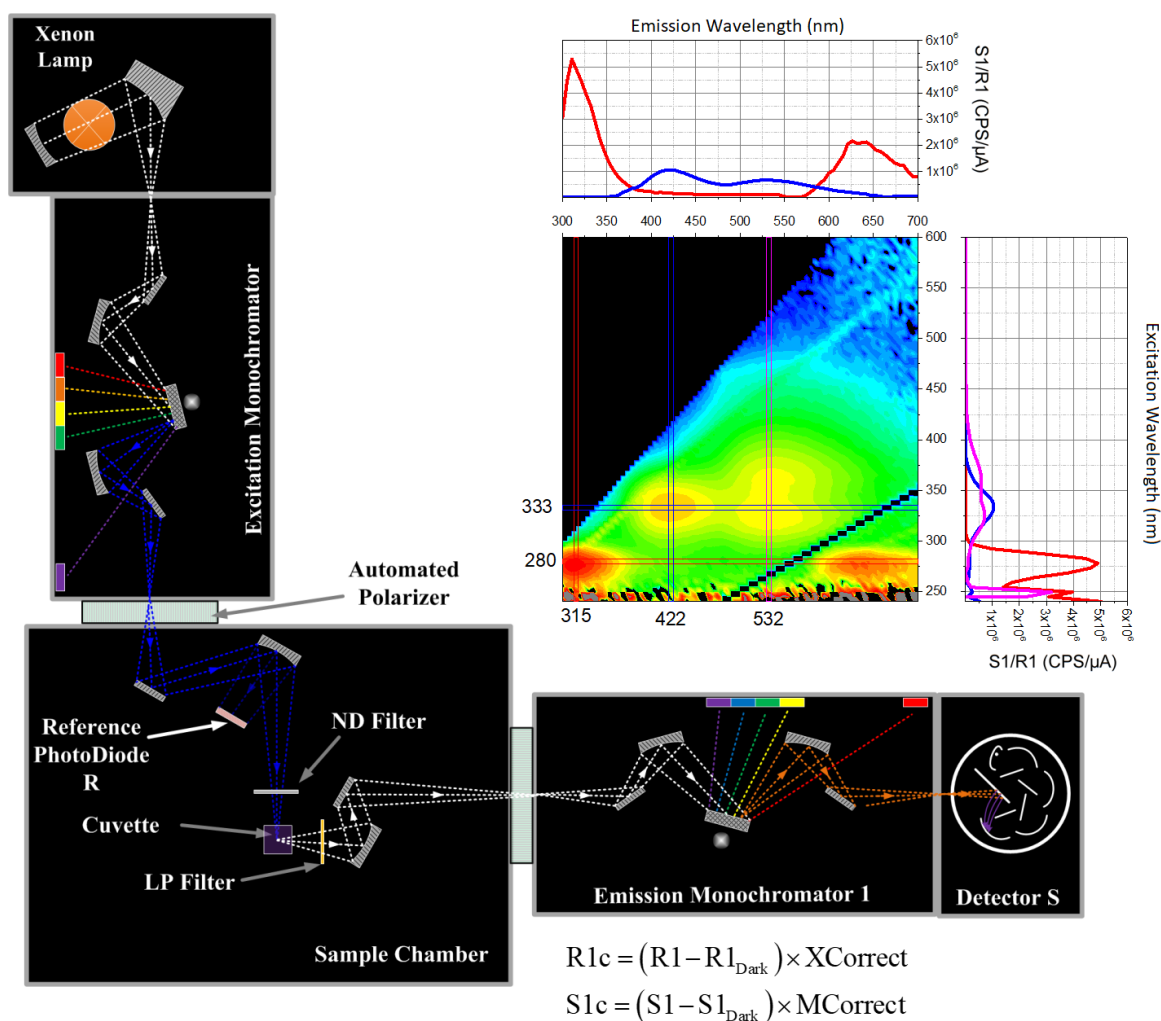 Xenon
Lamp
Excitation Monochromator
Automated
Polarizer
Reference
PhotoDiode
R
ND Filter
Cuvette
LP Filter
Sample Chamber
Emission Monochromator 1
Detector S
Emission Wavelength (nm)
6x10⁶
5x10⁶
4x10⁶
3x10⁶
2x10⁶
1x10⁶
S1/R1 (CPS/µA)
300 350 400 450 500 550 600 650 700
600
550
500
450
400
350
300
250
Excitation Wavelength (nm)
333
280
315 422 532
1x10⁶ 2x10⁶ 3x10⁶ 4x10⁶ 5x10⁶ 6x10⁶
S1/R1 (CPS/µA)
R1c = (R1−R1Dark)×XCorrect
S1c = (S1−S1Dark)×MCorrect